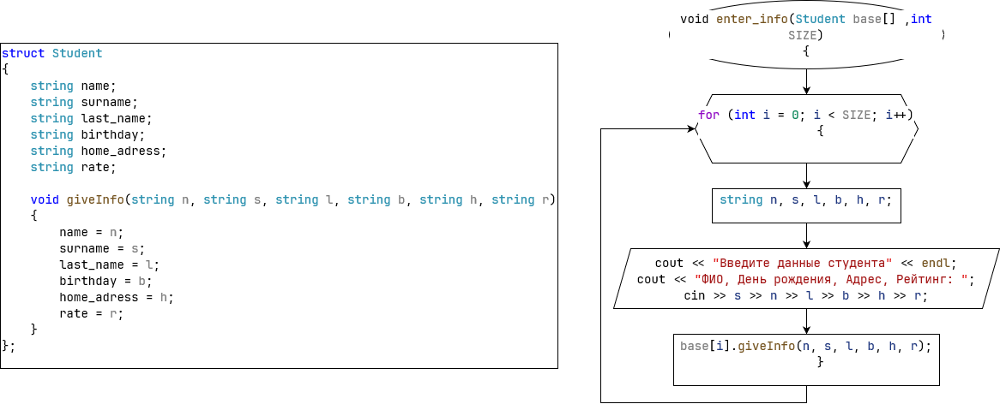 struct Student
{
string name;
string surname;
string last_name;
string birthday;
string home_adress;
string rate;
void giveInfo(string n, string s, string l, string b, string h, string r)
{
name = n;
surname = s;
last_name = l;
birthday = b;
home_adress = h;
rate = r;
}
};
void enter_info(Student base[] ,int
SIZE)
{
for (int i = 0; i < SIZE; i++)
{
string n, s, l, b, h, r;
cout << "Введите данные студента" << endl;
cout << "ФИО, День рождения, Адрес, Рейтинг: ";
cin >> s >> n >> l >> b >> h >> r;
base[i].giveInfo(n, s, l, b, h, r);
}